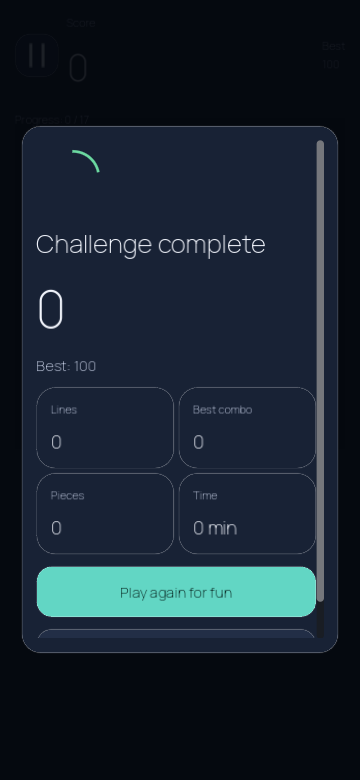 Score
0
Best
100
Progress: 0 / 17
Challenge complete
0
Best: 100
Lines
Best combo
0
0
Pieces
Time
0
0 min
Play again for fun